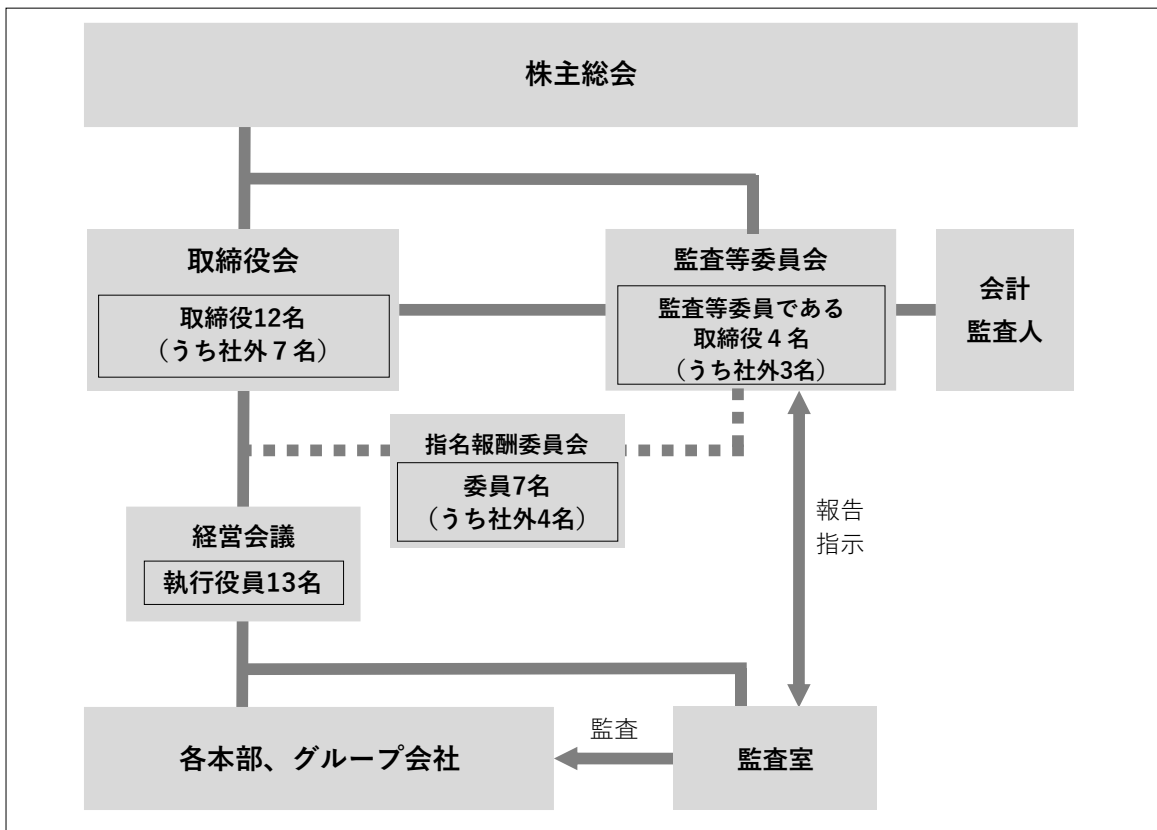 株主総会
取締役会
取締役12名
（うち社外７名）
監査等委員会
監査等委員である
取締役４名
（うち社外3名）
会計
監査人
指名報酬委員会
委員7名
（うち社外4名）
経営会議
執行役員13名
報告
指示
各本部、グループ会社
監査
監査室